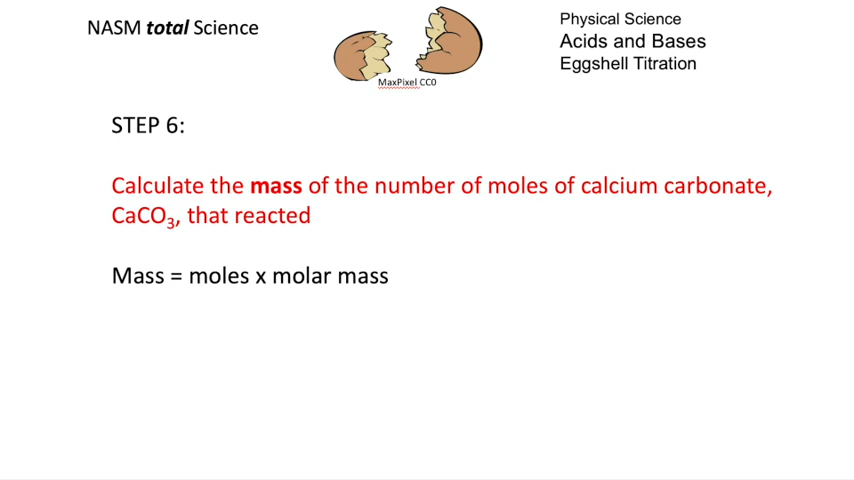 NASM total Science
MaxPixel CC0
Physical Science
Acids and Bases
Eggshell Titration
STEP 6:
Calculate the mass of the number of moles of calcium carbonate,
CaCO₃, that reacted
Mass = moles x molar mass